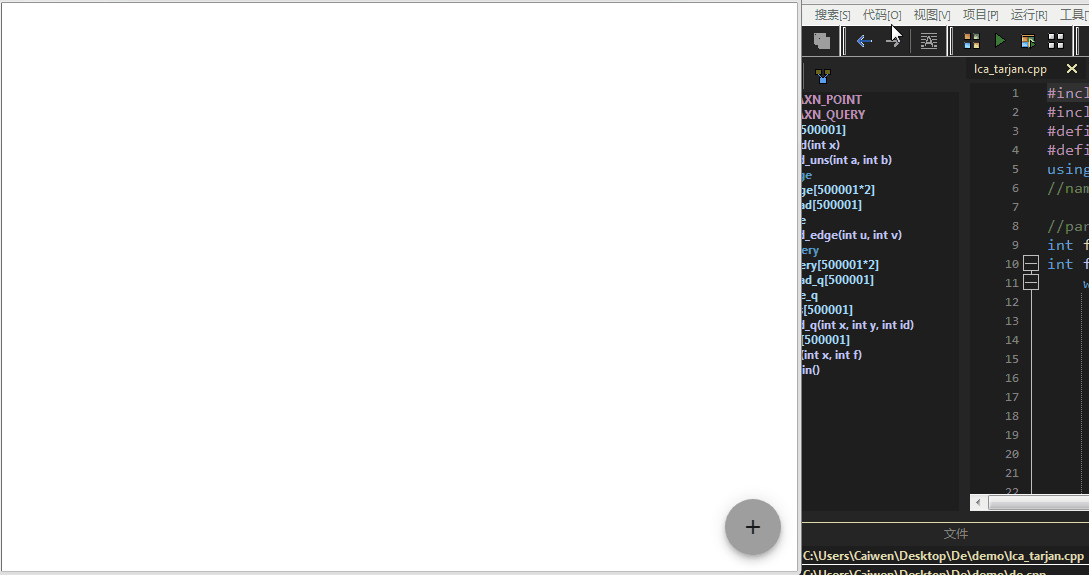 搜索[S] 代码[O] 视图[V] 项目[P] 运行[R] 工具[
lca_tarjan.cpp
AXN_POINT
AXN_QUERY
[500001]
d(int x)
d_uns(int a, int b)
ge
ge[500001*2]
ad[500001]
e
d_edge(int u, int v)
ery
ery[500001*2]
ad_q[500001]
e_q
s[500001]
d_q(int x, int y, int id)
[500001]
(int x, int f)
in()
1 #incl
2 #incl
3 #defi
4 #defi
5 using
6 //nam
7
8 //par
9 int f
10 int f
11 w
12
13
14
15
16
17
18
19
20
21
22
+
文件
C:\Users\Caiwen\Desktop\De\demo\lca_tarjan.cpp
C:\Users\Caiwen\Desktop\De\demo\de.cpp